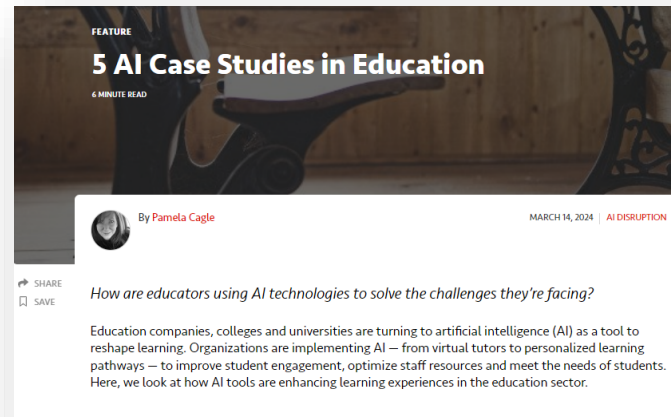 FEATURE
5 AI Case Studies in Education
6 MINUTE READ
By Pamela Cagle
MARCH 14, 2024 | AI DISRUPTION
SHARE
SAVE
How are educators using AI technologies to solve the challenges they're facing?
Education companies, colleges and universities are turning to artificial intelligence (AI) as a tool to
reshape learning. Organizations are implementing AI — from virtual tutors to personalized learning
pathways — to improve student engagement, optimize staff resources and meet the needs of students.
Here, we look at how AI tools are enhancing learning experiences in the education sector.